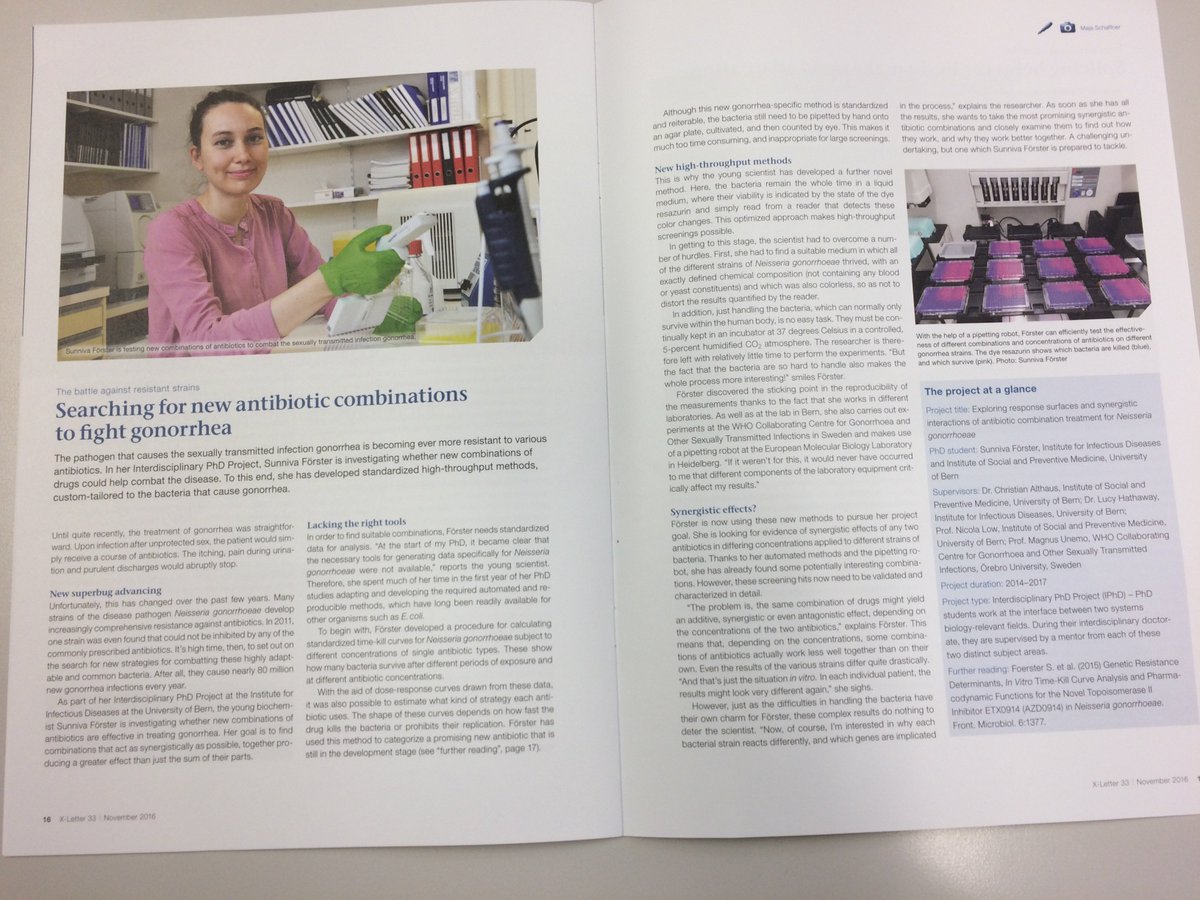 Sunniva Förster is testing new combinations of antibiotics to combat the sexually transmitted infection gonorrhea.
The battle against resistant strains
Searching for new antibiotic combinations
to fight gonorrhea
The pathogen that causes the sexually transmitted infection gonorrhea is becoming ever more resistant to various
antibiotics. In her Interdisciplinary PhD Project, Sunniva Förster is investigating whether new combinations of
drugs could help combat the disease. To this end, she has developed standardized high-throughput methods,
custom-tailored to the bacteria that cause gonorrhea.
Until quite recently, the treatment of gonorrhea was straightfor-
ward. Upon infection after unprotected sex, the patient would sim-
ply receive a course of antibiotics. The itching, pain during urina-
tion and purulent discharges would abruptly stop.
New superbug advancing
Unfortunately, this has changed over the past few years. Many
strains of the disease pathogen Neisseria gonorrhoeae develop
increasingly comprehensive resistance against antibiotics. In 2011,
one strain was even found that could not be inhibited by any of the
commonly prescribed antibiotics. It's high time, then, to set out on
the search for new strategies for combatting these highly adapt-
able and common bacteria. After all, they cause nearly 80 million
new gonorrhea infections every year.
As part of her Interdisciplinary PhD Project at the Institute for
Infectious Diseases at the University of Bern, the young biochem-
ist Sunniva Förster is investigating whether new combinations of
antibiotics are effective in treating gonorrhea. Her goal is to find
combinations that act as synergistically as possible, together pro-
ducing a greater effect than just the sum of their parts.
Lacking the right tools
In order to find suitable combinations, Förster needs standardized
data for analysis. "At the start of my PhD, it became clear that
the necessary tools for generating data specifically for Neisseria
gonorrhoeae were not available," reports the young scientist.
Therefore, she spent much of her time in the first year of her PhD
studies adapting and developing the required automated and re-
producible methods, which have long been readily available for
other organisms such as E. coli.
To begin with, Förster developed a procedure for calculating
standardized time-kill curves for Neisseria gonorrhoeae subject to
different concentrations of single antibiotic types. These show
how many bacteria survive after different periods of exposure and
at different antibiotic concentrations.
With the aid of dose-response curves drawn from these data,
it was also possible to estimate what kind of strategy each anti-
biotic uses. The shape of these curves depends on how fast the
drug kills the bacteria or prohibits their replication. Förster has
used this method to categorize a promising new antibiotic that is
still in the development stage (see "further reading", page 17).
16 X-Letter 33 | November 2016
Maja Schaffner
Although this new gonorrhea-specific method is standardized
and reiterable, the bacteria still need to be pipetted by hand onto
an agar plate, cultivated, and then counted by eye. This makes it
much too time consuming, and inappropriate for large screenings.
New high-throughput methods
This is why the young scientist has developed a further novel
method. Here, the bacteria remain the whole time in a liquid
medium, where their viability is indicated by the state of the dye
resazurin and simply read from a reader that detects these
color changes. This optimized approach makes high-throughput
screenings possible.
In getting to this stage, the scientist had to overcome a num-
ber of hurdles. First, she had to find a suitable medium in which all
of the different strains of Neisseria gonorrhoeae thrived, with an
exactly defined chemical composition (not containing any blood
or yeast constituents) and which was also colorless, so as not to
distort the results quantified by the reader.
In addition, just handling the bacteria, which can normally only
survive within the human body, is no easy task. They must be con-
tinually kept in an incubator at 37 degrees Celsius in a controlled,
5-percent humidified CO₂ atmosphere. The researcher is there-
fore left with relatively little time to perform the experiments. "But
the fact that the bacteria are so hard to handle also makes the
whole process more interesting!" smiles Förster.
Förster discovered the sticking point in the reproducibility of
the measurements thanks to the fact that she works in different
laboratories. As well as at the lab in Bern, she also carries out ex-
periments at the WHO Collaborating Centre for Gonorrhoea and
Other Sexually Transmitted Infections in Sweden and makes use
of a pipetting robot at the European Molecular Biology Laboratory
in Heidelberg. "If it weren't for this, it would never have occurred
to me that different components of the laboratory equipment crit-
ically affect my results."
Synergistic effects?
Förster is now using these new methods to pursue her project
goal. She is looking for evidence of synergistic effects of any two
antibiotics in differing concentrations applied to different strains of
bacteria. Thanks to her automated methods and the pipetting ro-
bot, she has already found some potentially interesting combina-
tions. However, these screening hits now need to be validated and
characterized in detail.
"The problem is, the same combination of drugs might yield
an additive, synergistic or even antagonistic effect, depending on
the concentrations of the two antibiotics," explains Förster. This
means that, depending on the concentrations, some combina-
tions of antibiotics actually work less well together than on their
own. Even the results of the various strains differ quite drastically.
"And that's just the situation in vitro. In each individual patient, the
results might look very different again," she sighs.
However, just as the difficulties in handling the bacteria have
their own charm for Förster, these complex results do nothing to
deter the scientist. "Now, of course, I'm interested in why each
bacterial strain reacts differently, and which genes are implicated
in the process," explains the researcher. As soon as she has all
the results, she wants to take the most promising synergistic an-
tibiotic combinations and closely examine them to find out how
they work, and why they work better together. A challenging un-
dertaking, but one which Sunniva Förster is prepared to tackle.
With the help of a pipetting robot, Förster can efficiently test the effective-
ness of different combinations and concentrations of antibiotics on different
gonorrhea strains. The dye resazurin shows which bacteria are killed (blue),
and which survive (pink). Photo: Sunniva Förster
The project at a glance
Project title: Exploring response surfaces and synergistic
interactions of antibiotic combination treatment for Neisseria
gonorrhoeae
PhD student: Sunniva Förster, Institute for Infectious Diseases
and Institute of Social and Preventive Medicine, University
of Bern
Supervisors: Dr. Christian Althaus, Institute of Social and
Preventive Medicine, University of Bern; Dr. Lucy Hathaway,
Institute for Infectious Diseases, University of Bern;
Prof. Nicola Low, Institute of Social and Preventive Medicine,
University of Bern; Prof. Magnus Unemo, WHO Collaborating
Centre for Gonorrhoea and Other Sexually Transmitted
Infections, Örebro University, Sweden
Project duration: 2014–2017
Project type: Interdisciplinary PhD Project (IPhD) – PhD
students work at the interface between two systems
biology-relevant fields. During their interdisciplinary doctor-
ate, they are supervised by a mentor from each of these
two distinct subject areas.
Further reading: Foerster S. et al. (2015) Genetic Resistance
Determinants, In Vitro Time-Kill Curve Analysis and Pharma-
codynamic Functions for the Novel Topoisomerase II
Inhibitor ETX0914 (AZD0914) in Neisseria gonorrhoeae.
Front. Microbiol. 6:1377.
X-Letter 33 | November 2016